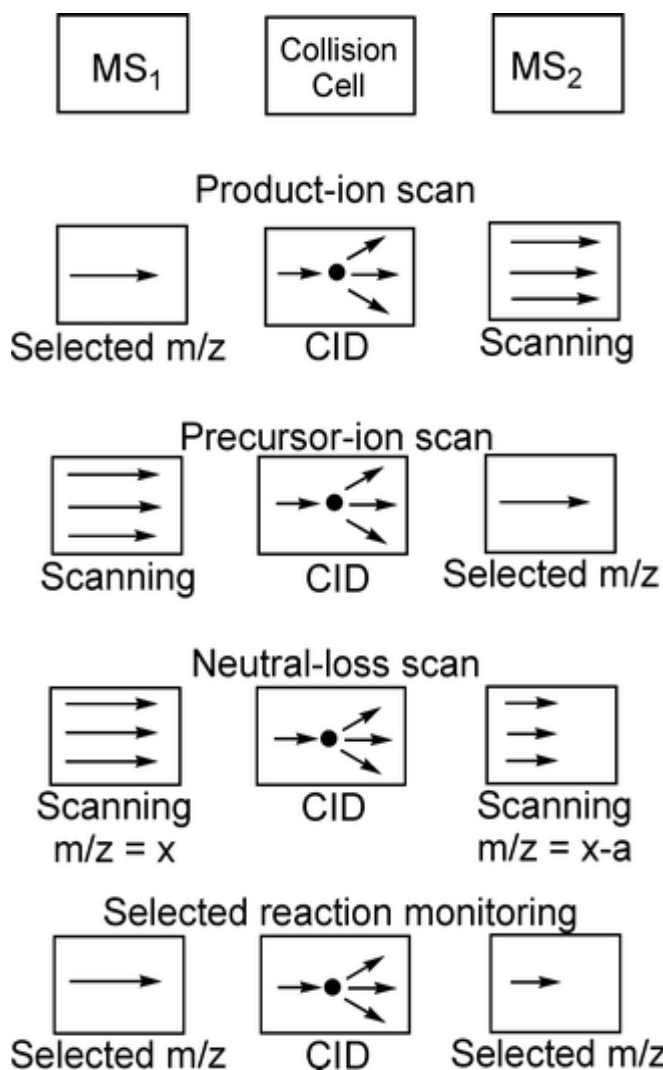 MS₁
Collision
Cell
MS₂
Product-ion scan
Selected m/z
CID
Scanning
Precursor-ion scan
Scanning
CID
Selected m/z
Neutral-loss scan
Scanning
m/z = x
CID
Scanning
m/z = x-a
Selected reaction monitoring
Selected m/z
CID
Selected m/z